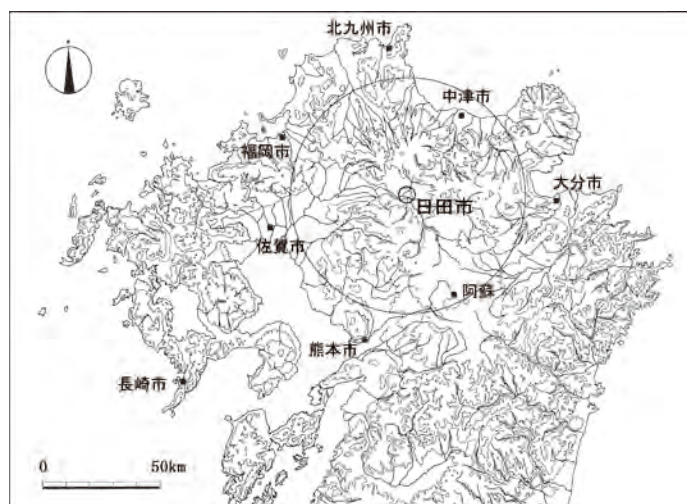 北九州市
中津市
福岡市
大分市
日田市
佐賀市
阿蘇
熊本市
長崎市
0 50km